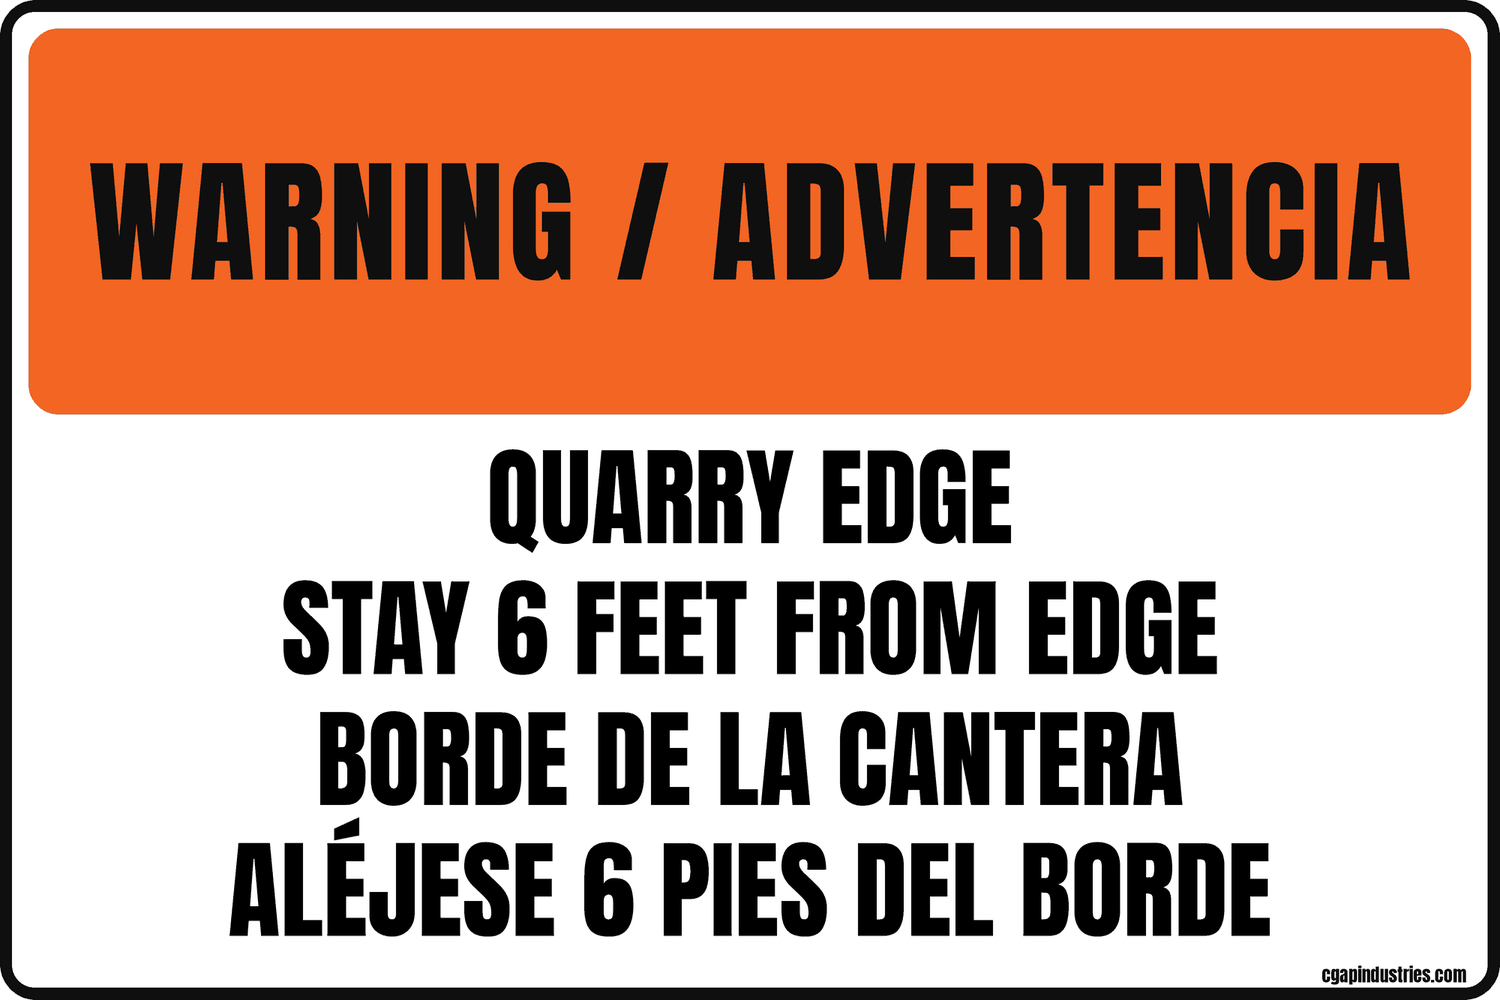 WARNING / ADVERTENCIA
QUARRY EDGE
STAY 6 FEET FROM EDGE
BORDE DE LA CANTERA
ALÉJESE 6 PIES DEL BORDE
cgapindustries.com